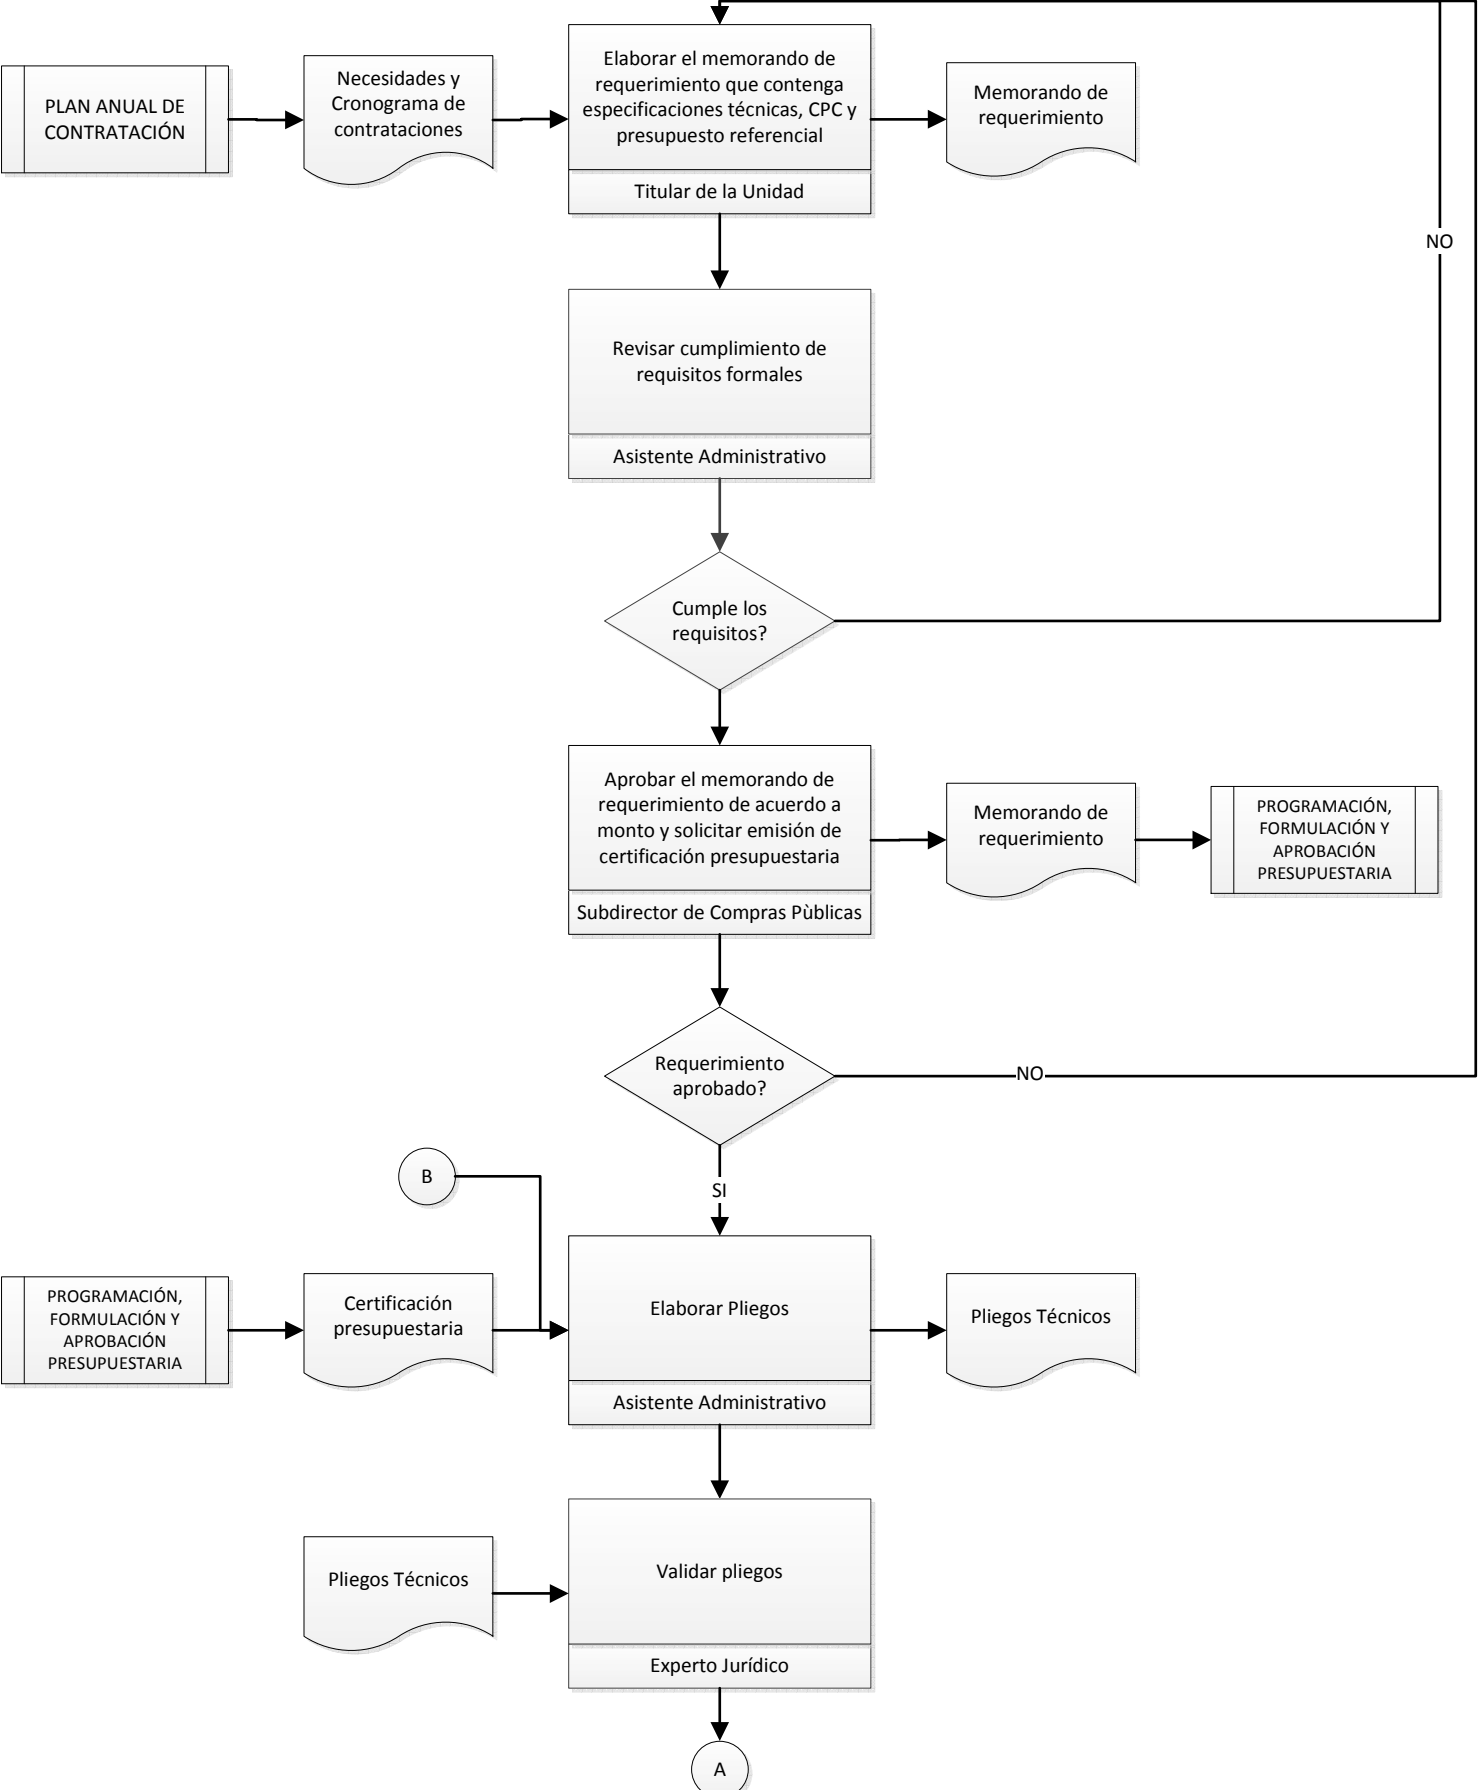 PLAN ANUAL DE
CONTRATACIÓN
Necesidades y
Cronograma de
contrataciones
Elaborar el memorando de
requerimiento que contenga
especificaciones técnicas, CPC y
presupuesto referencial
Titular de la Unidad
Memorando de
requerimiento
NO
Revisar cumplimiento de
requisitos formales
Asistente Administrativo
Cumple los
requisitos?
Aprobar el memorando de
requerimiento de acuerdo a
monto y solicitar emisión de
certificación presupuestaria
Subdirector de Compras Pùblicas
Memorando de
requerimiento
PROGRAMACIÓN,
FORMULACIÓN Y
APROBACIÓN
PRESUPUESTARIA
Requerimiento
aprobado?
NO
B
SI
PROGRAMACIÓN,
FORMULACIÓN Y
APROBACIÓN
PRESUPUESTARIA
Certificación
presupuestaria
Elaborar Pliegos
Asistente Administrativo
Pliegos Técnicos
Pliegos Técnicos
Validar pliegos
Experto Jurídico
A